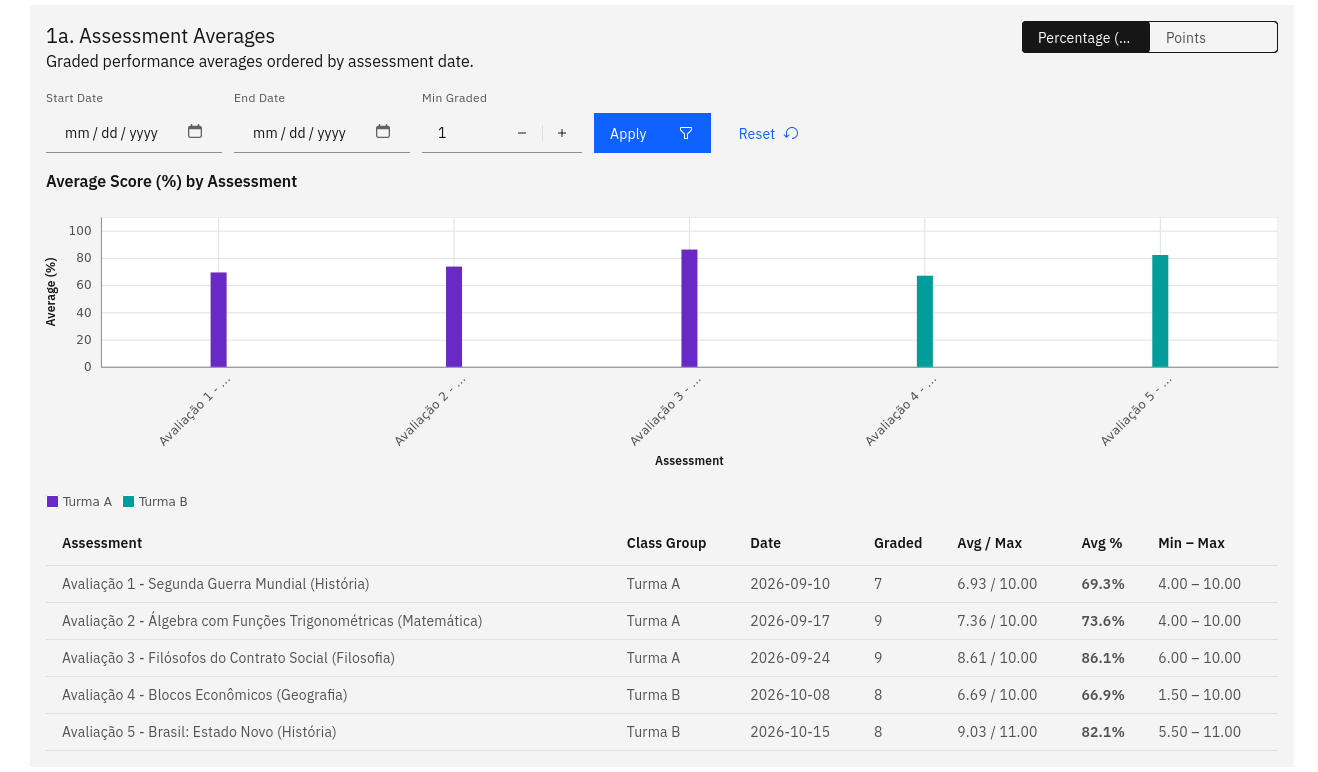 1a. Assessment Averages
Percentage (...
Points
Graded performance averages ordered by assessment date.
Start Date
End Date
Min Graded
mm / dd / yyyy
mm / dd / yyyy
1
Apply
Reset
Average Score (%) by Assessment
Average (%)
100
80
60
40
20
0
Avaliação 1 - ...
Avaliação 2 - ...
Avaliação 3 - ...
Avaliação 4 - ...
Avaliação 5 - ...
Assessment
Turma A Turma B
Assessment Class Group Date Graded Avg / Max Avg % Min – Max
Avaliação 1 - Segunda Guerra Mundial (História) Turma A 2026-09-10 7 6.93 / 10.00 69.3% 4.00 – 10.00
Avaliação 2 - Álgebra com Funções Trigonométricas (Matemática) Turma A 2026-09-17 9 7.36 / 10.00 73.6% 4.00 – 10.00
Avaliação 3 - Filósofos do Contrato Social (Filosofia) Turma A 2026-09-24 9 8.61 / 10.00 86.1% 6.00 – 10.00
Avaliação 4 - Blocos Econômicos (Geografia) Turma B 2026-10-08 8 6.69 / 10.00 66.9% 1.50 – 10.00
Avaliação 5 - Brasil: Estado Novo (História) Turma B 2026-10-15 8 9.03 / 11.00 82.1% 5.50 – 11.00